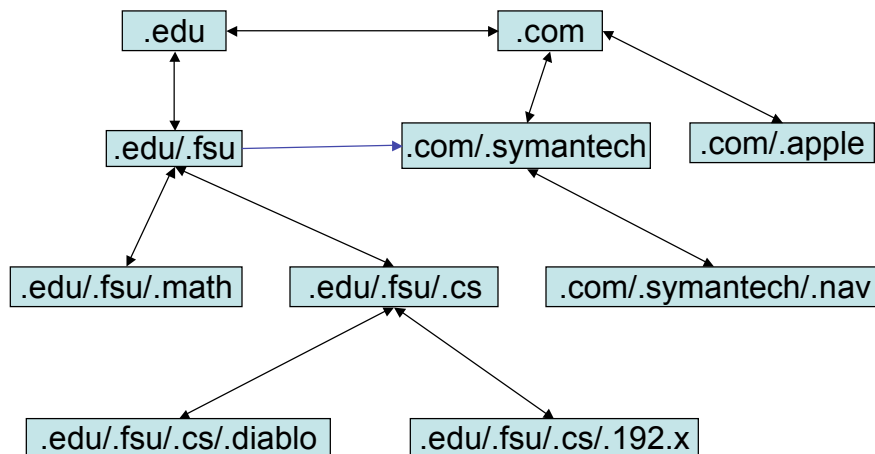 .edu
.com
.edu/.fsu
.com/.symantech
.com/.apple
.edu/.fsu/.math
.edu/.fsu/.cs
.com/.symantech/.nav
.edu/.fsu/.cs/.diablo
.edu/.fsu/.cs/.192.x